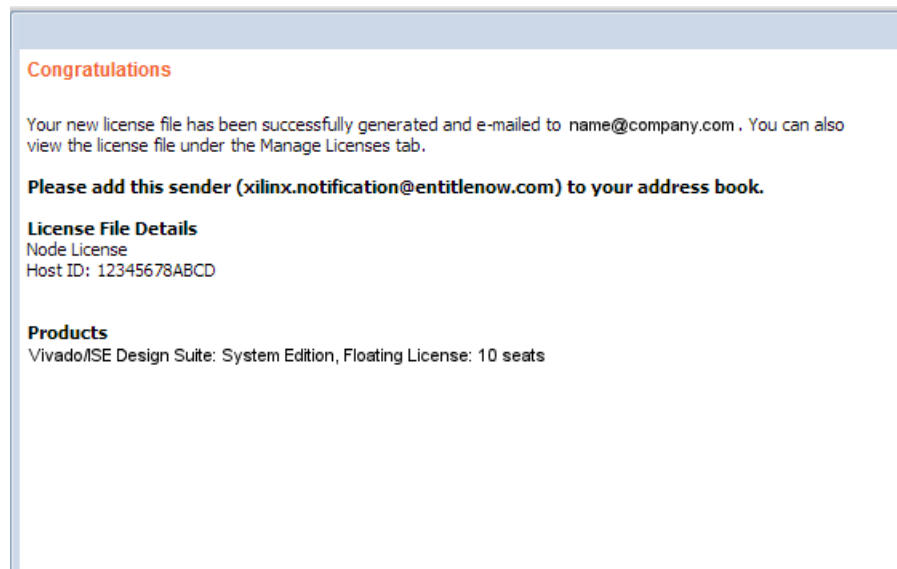 Congratulations
Your new license file has been successfully generated and e-mailed to name@company.com . You can also
view the license file under the Manage Licenses tab.
Please add this sender (xilinx.notification@entitlenow.com) to your address book.
License File Details
Node License
Host ID: 12345678ABCD
Products
Vivado/ISE Design Suite: System Edition, Floating License: 10 seats